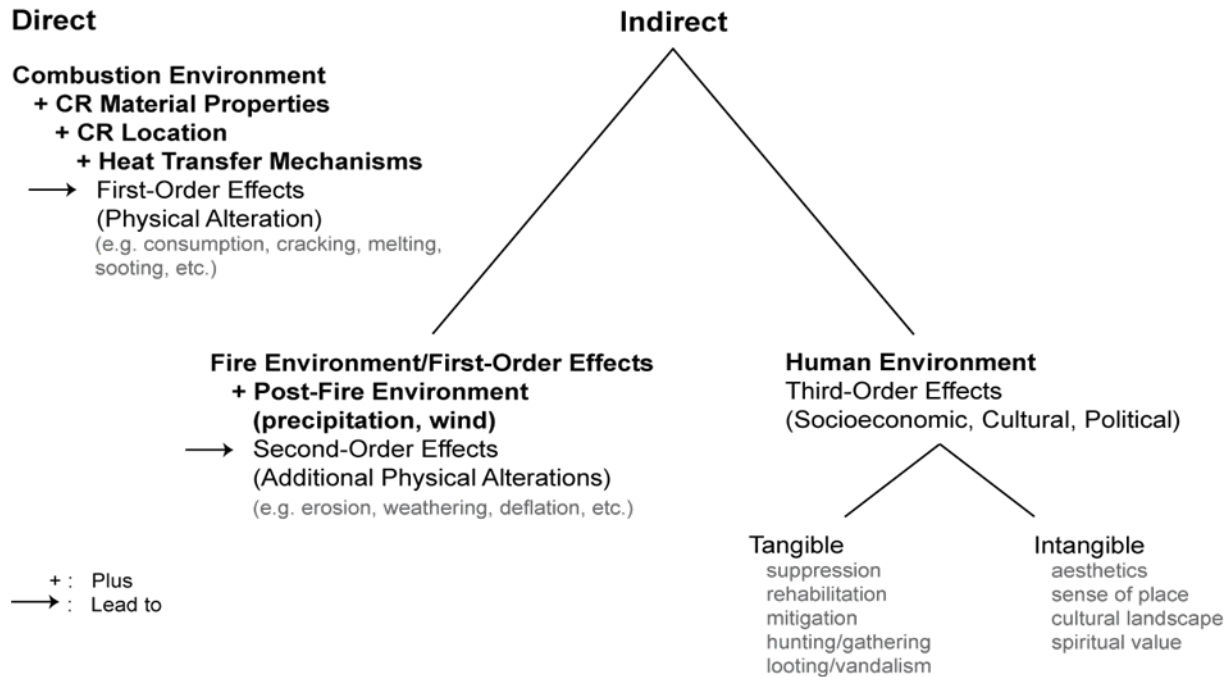 Direct
Indirect
Combustion Environment
+ CR Material Properties
+ CR Location
+ Heat Transfer Mechanisms
First-Order Effects
(Physical Alteration)
(e.g. consumption, cracking, melting,
sooting, etc.)
Fire Environment/First-Order Effects
+ Post-Fire Environment
(precipitation, wind)
Second-Order Effects
(Additional Physical Alterations)
(e.g. erosion, weathering, deflation, etc.)
Human Environment
Third-Order Effects
(Socioeconomic, Cultural, Political)
Tangible
suppression
rehabilitation
mitigation
hunting/gathering
looting/vandalism
Intangible
aesthetics
sense of place
cultural landscape
spiritual value
+ : Plus
: Lead to